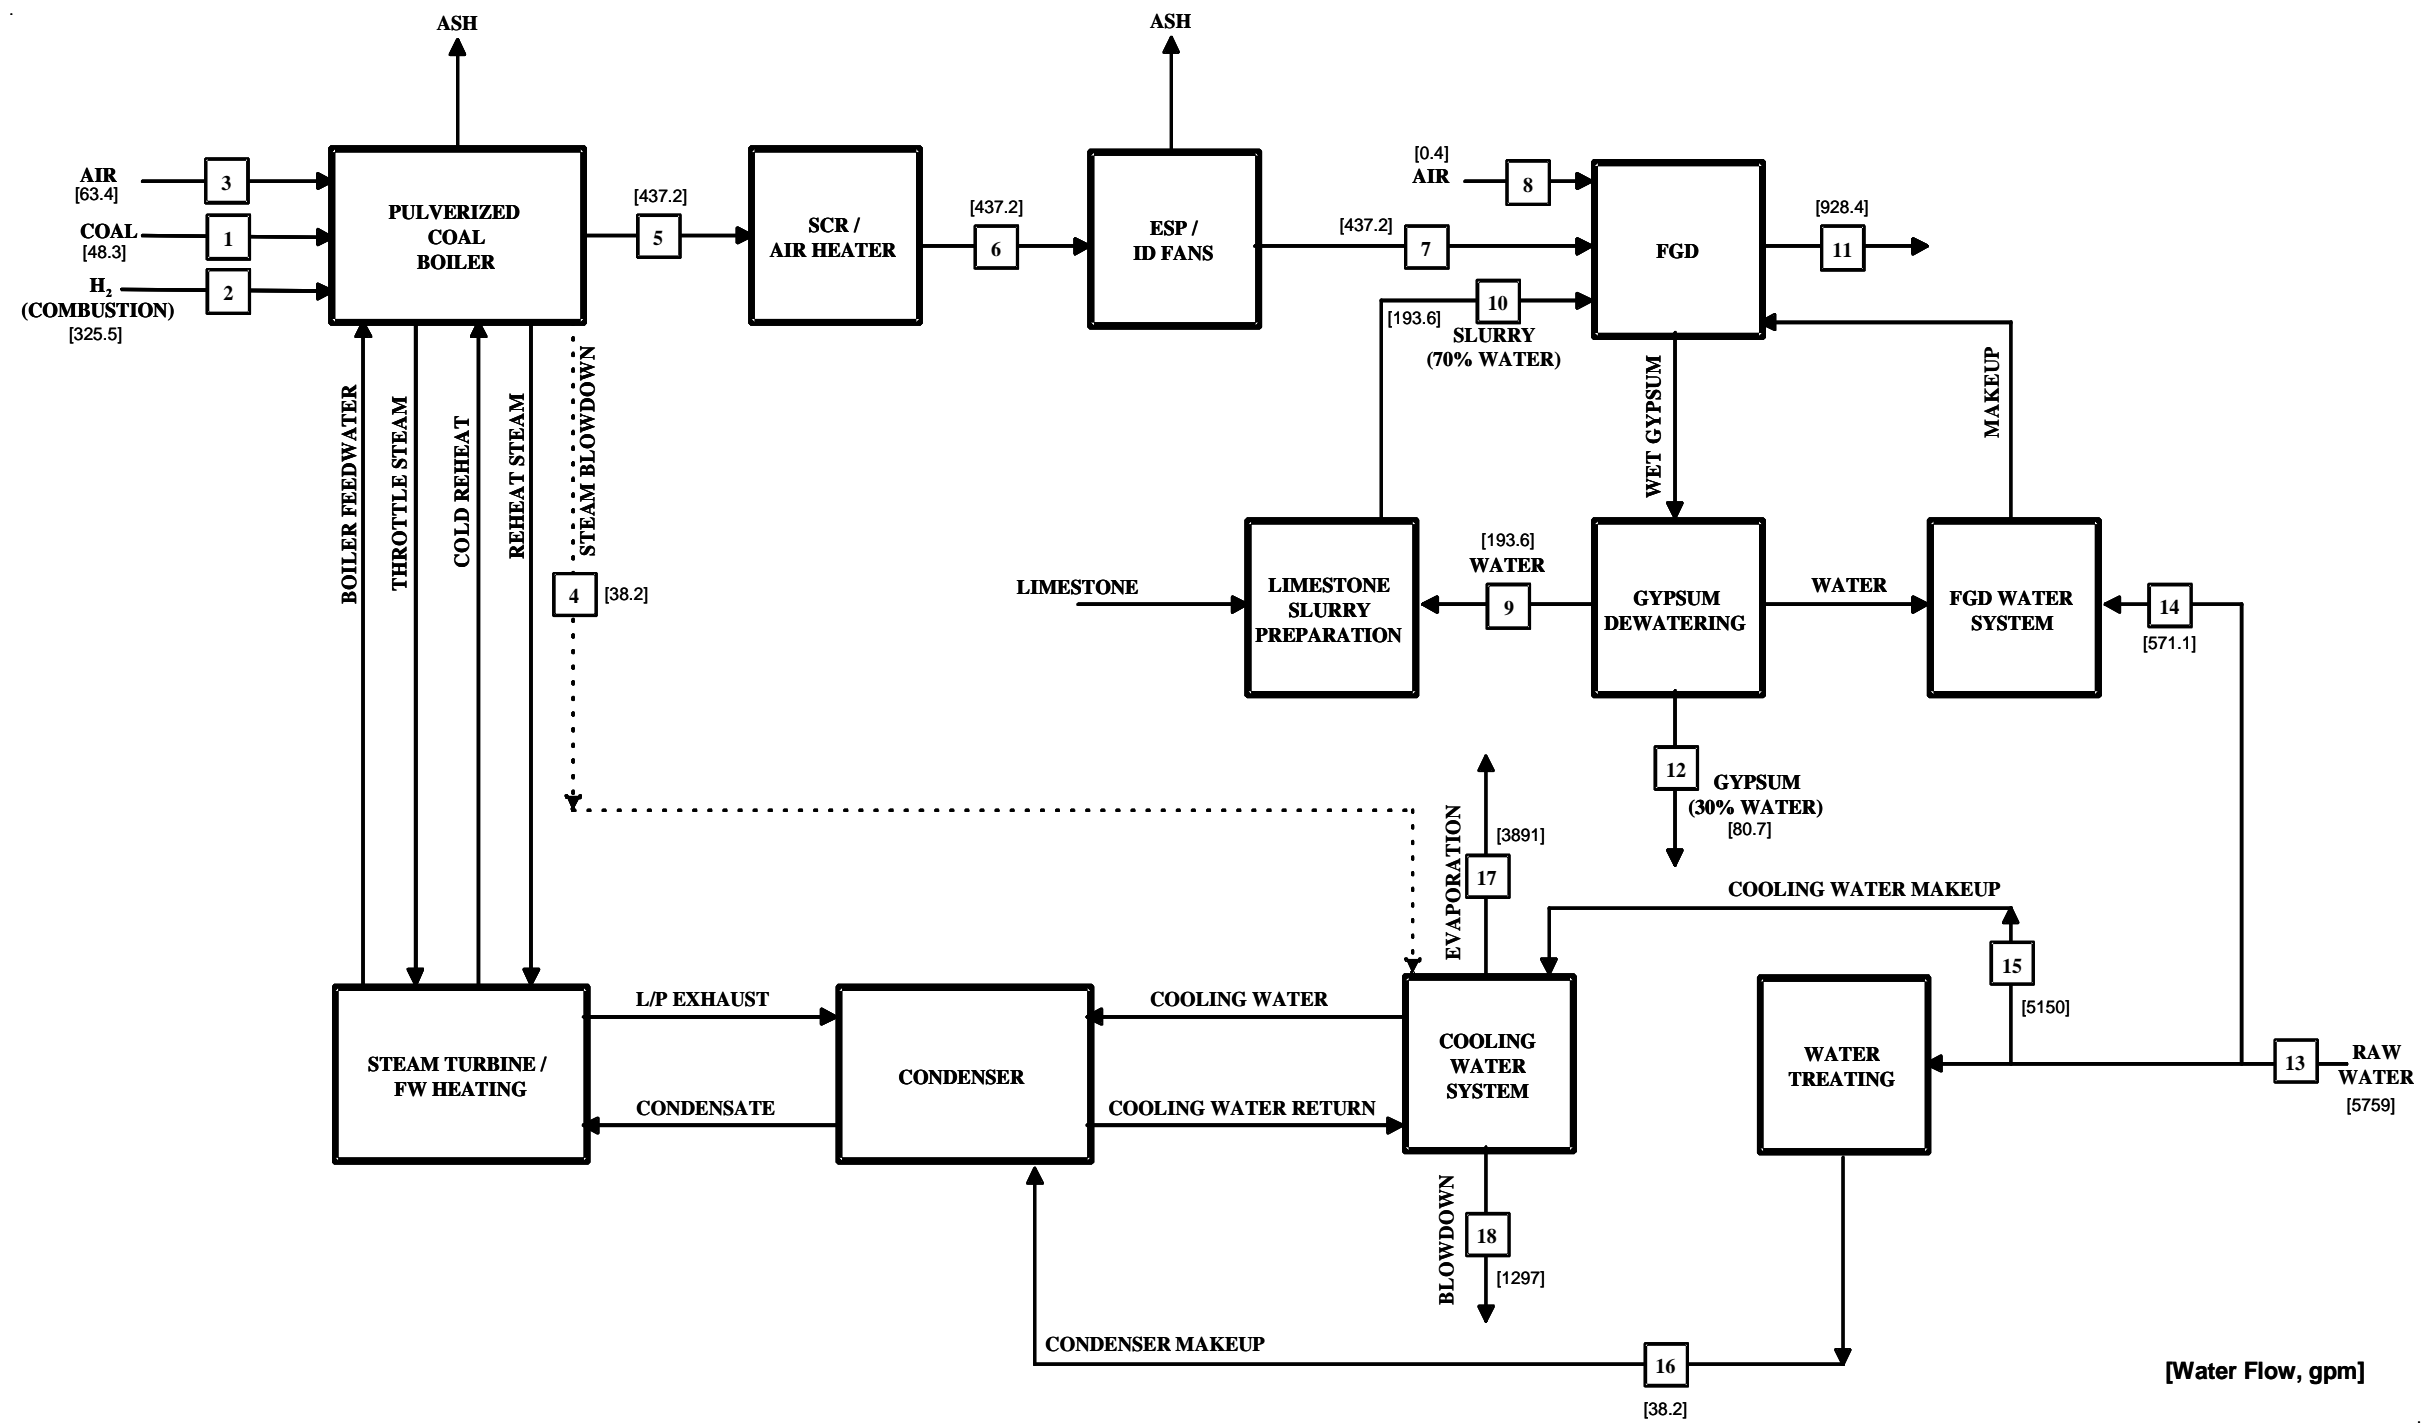 ASH
ASH
AIR
[63.4]
3
COAL
[48.3]
1
H2
(COMBUSTION)
[325.5]
2
PULVERIZED
COAL
BOILER
[437.2]
5
SCR /
AIR HEATER
[437.2]
6
ESP /
ID FANS
[437.2]
7
[0.4]
AIR
8
FGD
[928.4]
11
10
[193.6]
SLURRY
(70% WATER)
BOILER FEEDWATER
THROTTLE STEAM
COLD REHEAT
REHEAT STEAM
STEAM BLOWDOWN
4
[38.2]
WET GYPSUM
MAKEUP
LIMESTONE
LIMESTONE
SLURRY
PREPARATION
[193.6]
WATER
9
GYPSUM
DEWATERING
WATER
FGD WATER
SYSTEM
14
[571.1]
12
GYPSUM
(30% WATER)
[80.7]
EVAPORATION
[3891]
17
COOLING WATER MAKEUP
15
[5150]
STEAM TURBINE /
FW HEATING
L/P EXHAUST
CONDENSATE
CONDENSER
COOLING WATER
COOLING WATER RETURN
COOLING
WATER
SYSTEM
WATER
TREATING
13
RAW
WATER
[5759]
BLOWDOWN
18
[1297]
CONDENSER MAKEUP
16
[38.2]
[Water Flow, gpm]